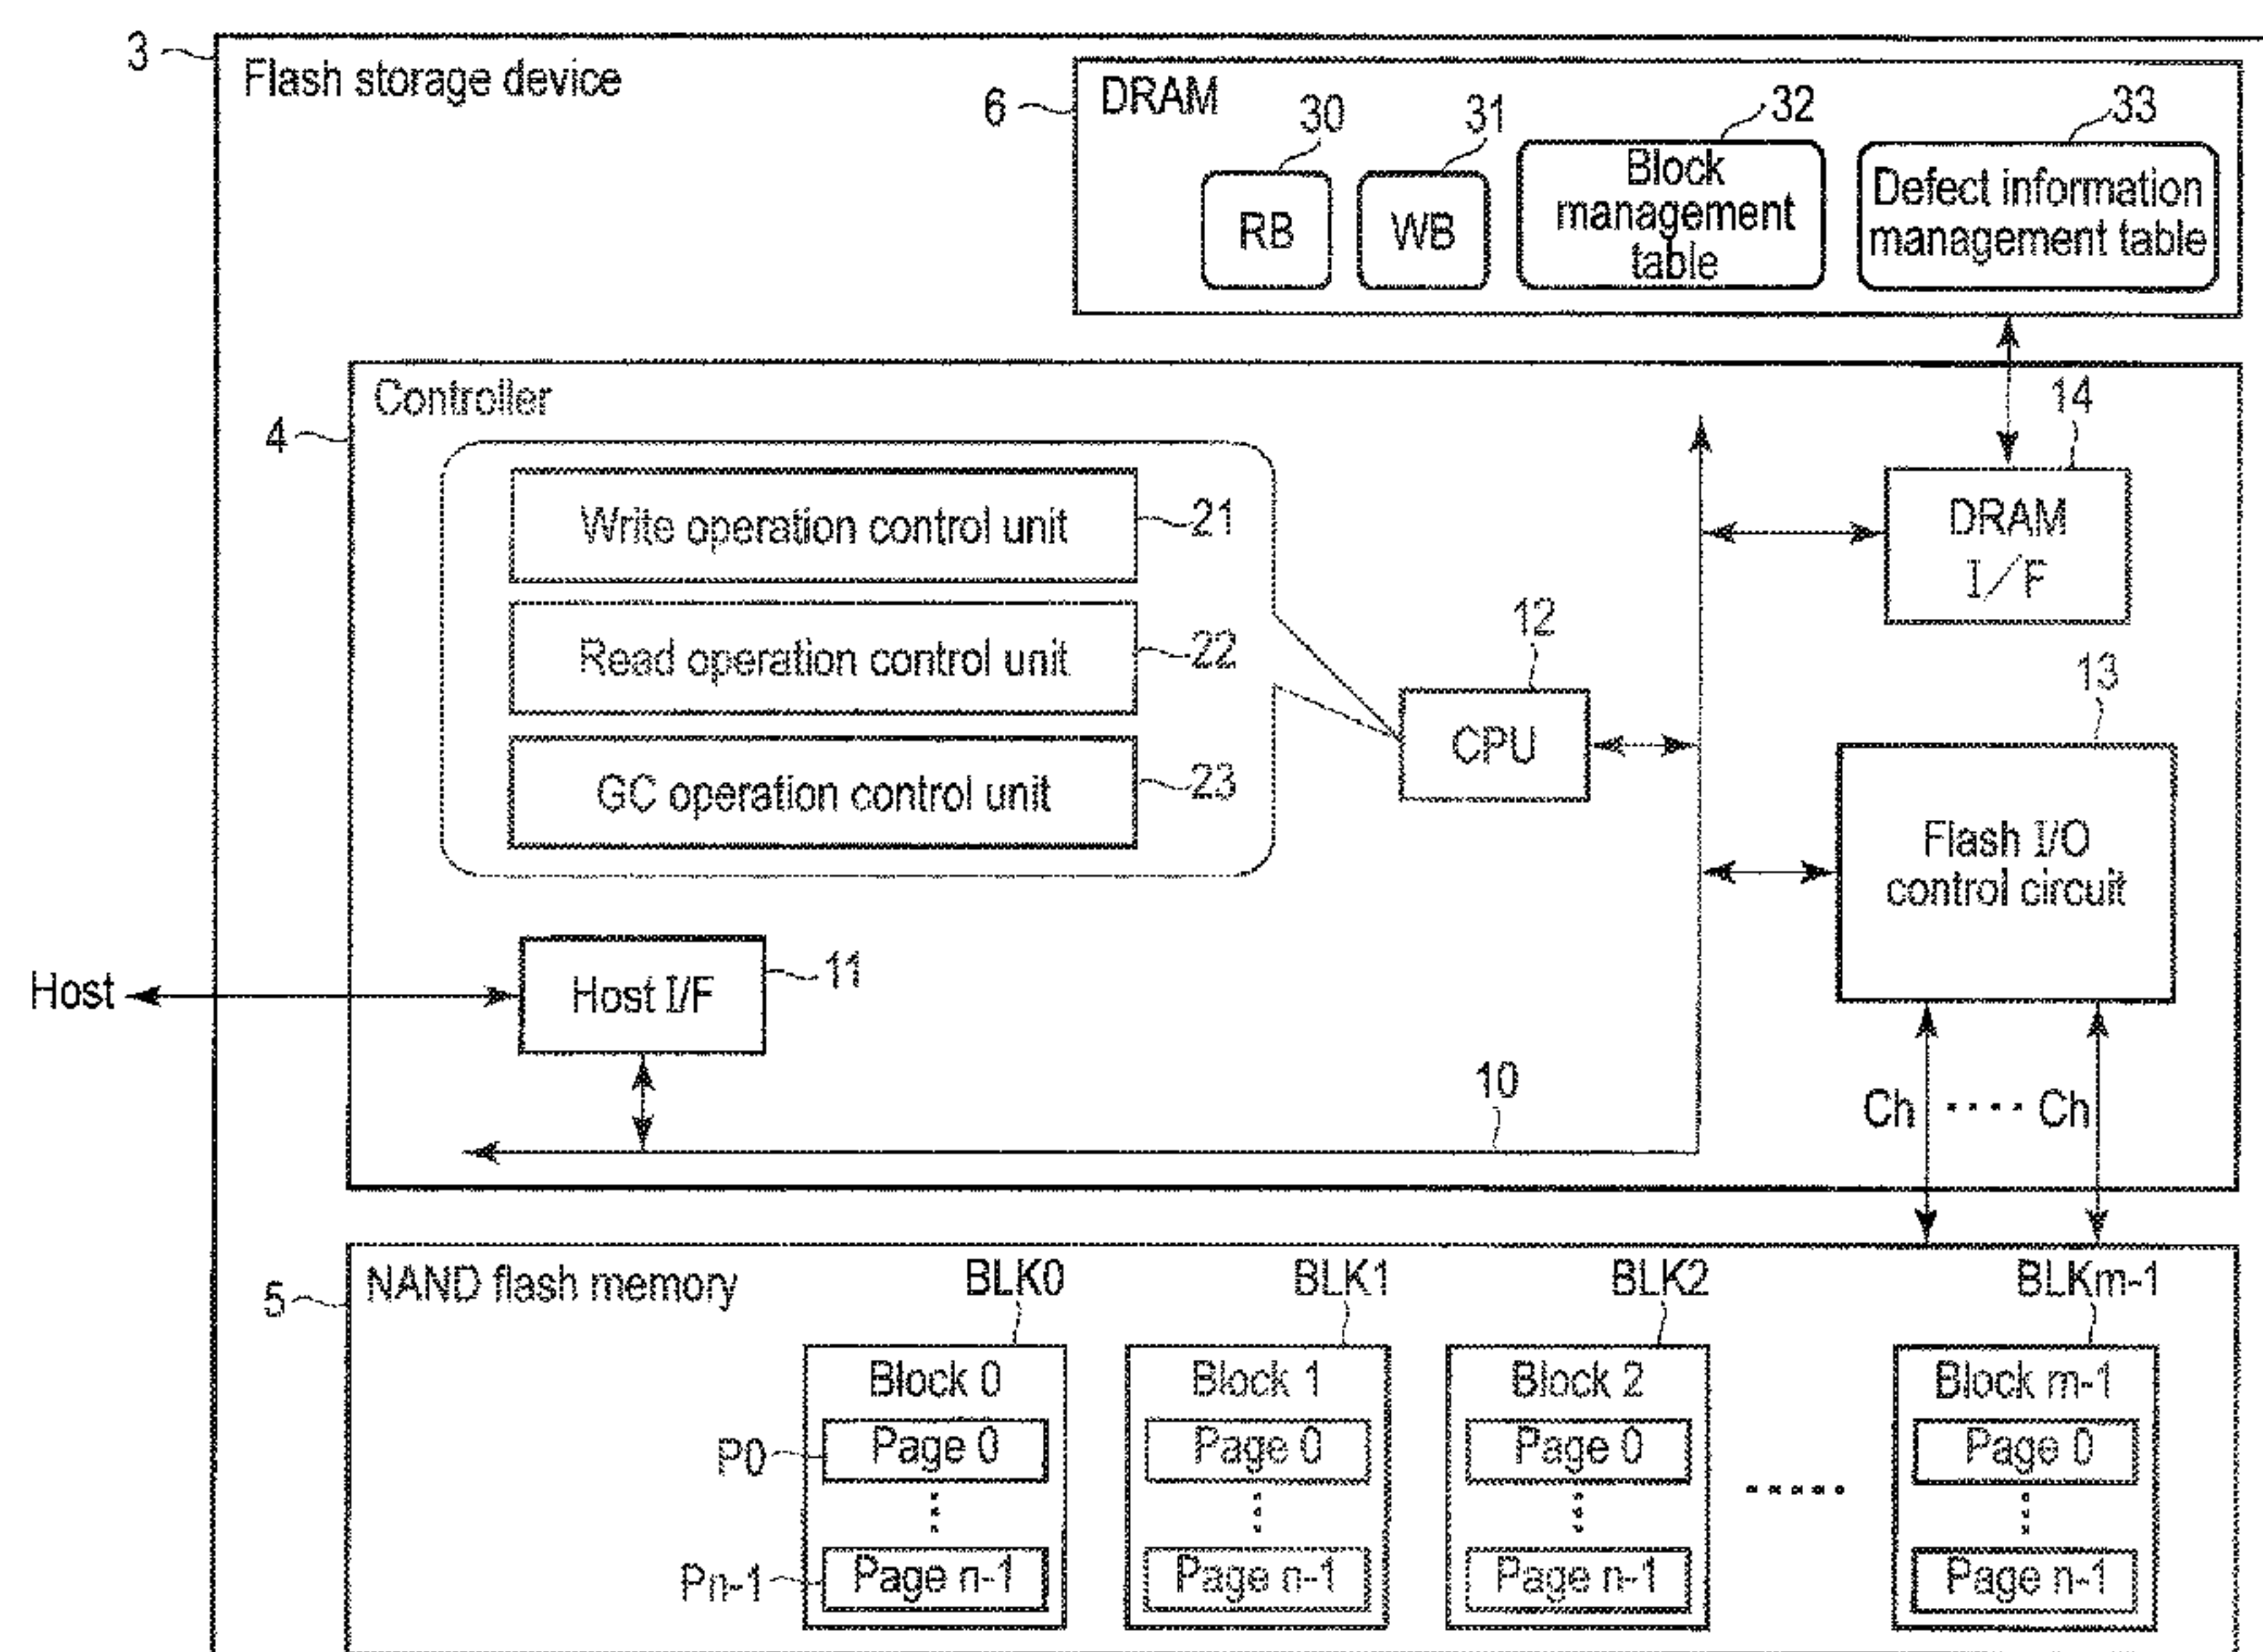 3
Flash storage device
6
DRAM
30
31
32
33
RB
WB
Block
management
table
Defect information
management table
4
Controller
14
Write operation control unit
21
DRAM
I/F
Read operation control unit
22
12
13
CPU
GC operation control unit
23
Flash I/O
control circuit
Host
Host I/F
11
10
Ch ···· Ch
5
NAND flash memory
BLK0
BLK1
BLK2
BLKm-1
Block 0
Block 1
Block 2
Block m-1
P0
Page 0
Page 0
Page 0
Page 0
Pn-1
Page n-1
Page n-1
Page n-1
Page n-1